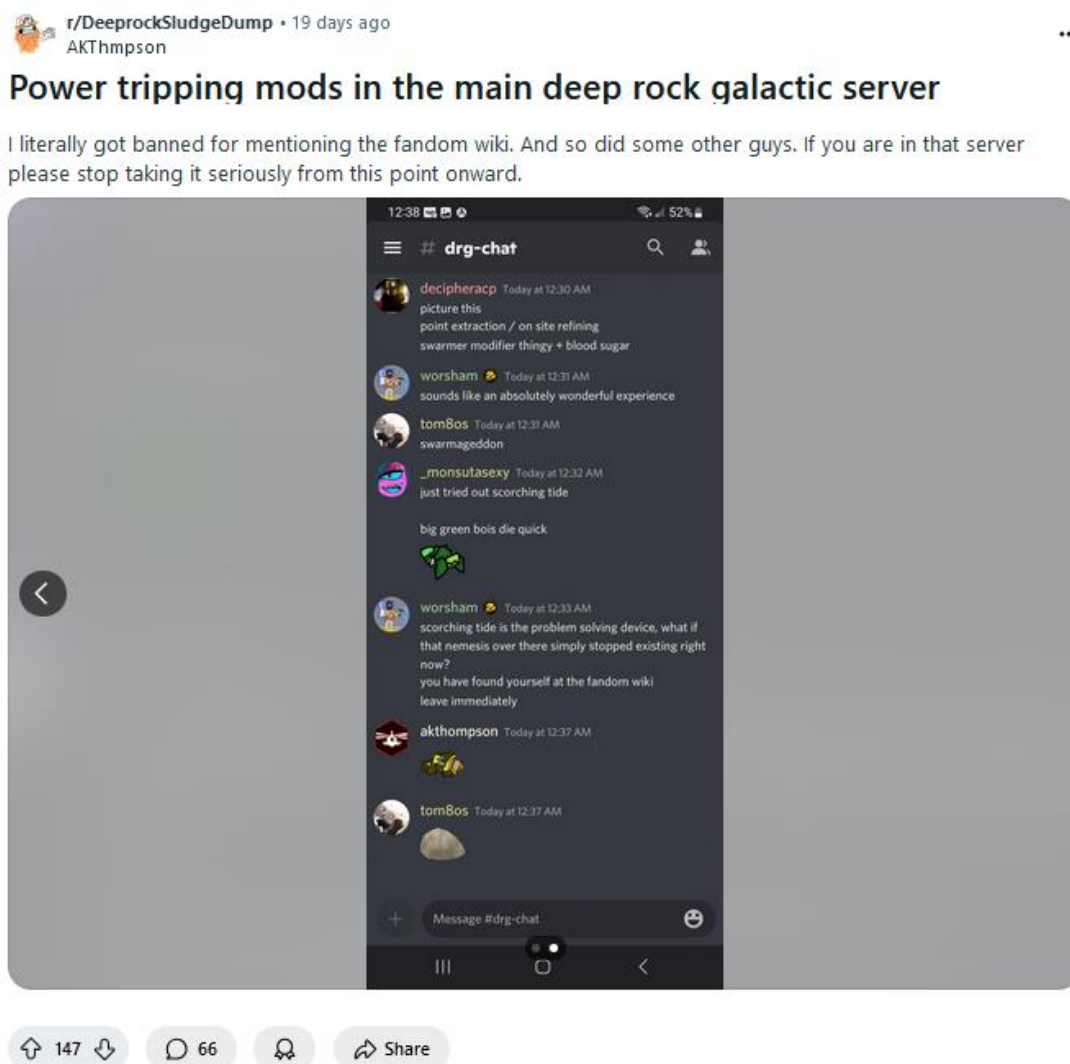 r/DeeprockSludgeDump • 19 days ago
AKThmpson
Power tripping mods in the main deep rock galactic server
I literally got banned for mentioning the fandom wiki. And so did some other guys. If you are in that server
please stop taking it seriously from this point onward.
12:38 52%
# drg-chat
decipheracp Today at 12:30 AM
picture this
point extraction / on site refining
swarmer modifier thingy + blood sugar
worsham Today at 12:31 AM
sounds like an absolutely wonderful experience
tom8os Today at 12:31 AM
swarmageddon
_monsutasexy Today at 12:32 AM
just tried out scorching tide
big green bois die quick
worsham Today at 12:33 AM
scorching tide is the problem solving device, what if
that nemesis over there simply stopped existing right
now?
you have found yourself at the fandom wiki
leave immediately
akthompson Today at 12:37 AM
tom8os Today at 12:37 AM
Message #drg-chat
147 66 Share